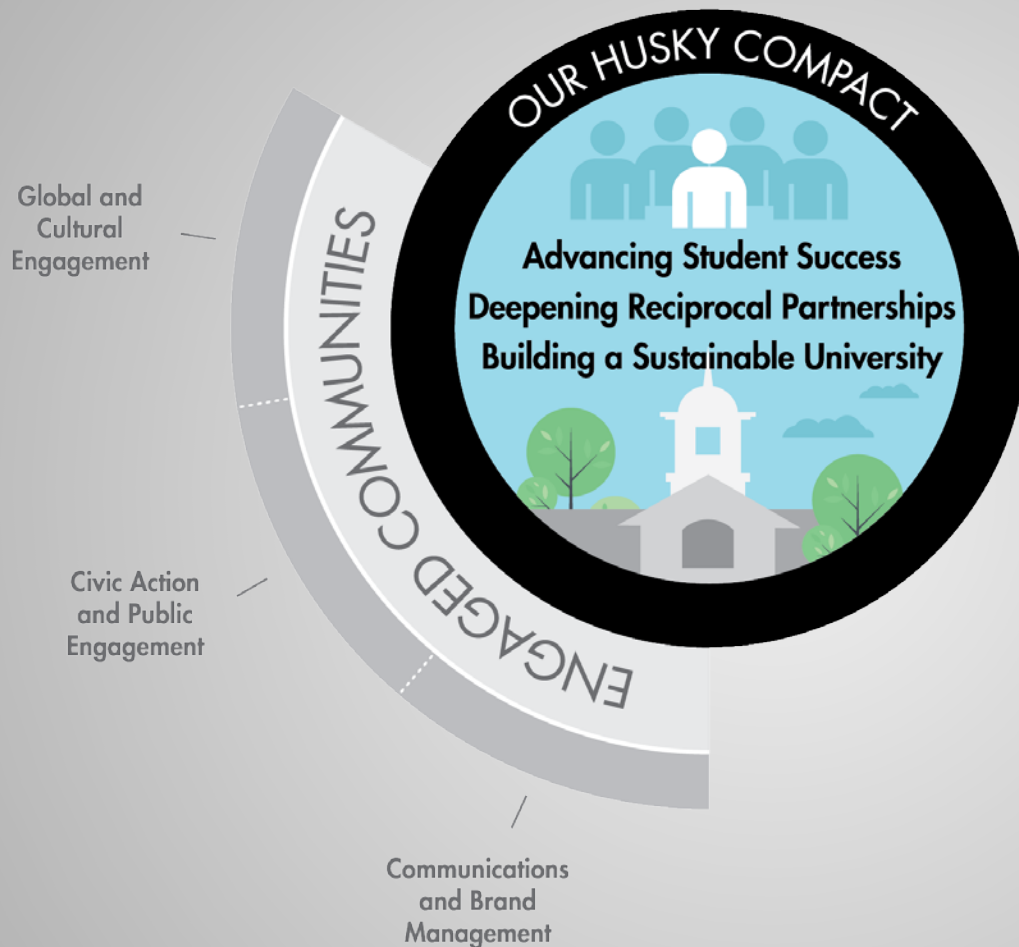 OUR HUSKY COMPACT
Advancing Student Success
Deepening Reciprocal Partnerships
Building a Sustainable University
ENGAGED COMMUNITIES
Global and
Cultural
Engagement
Civic Action
and Public
Engagement
Communications
and Brand
Management